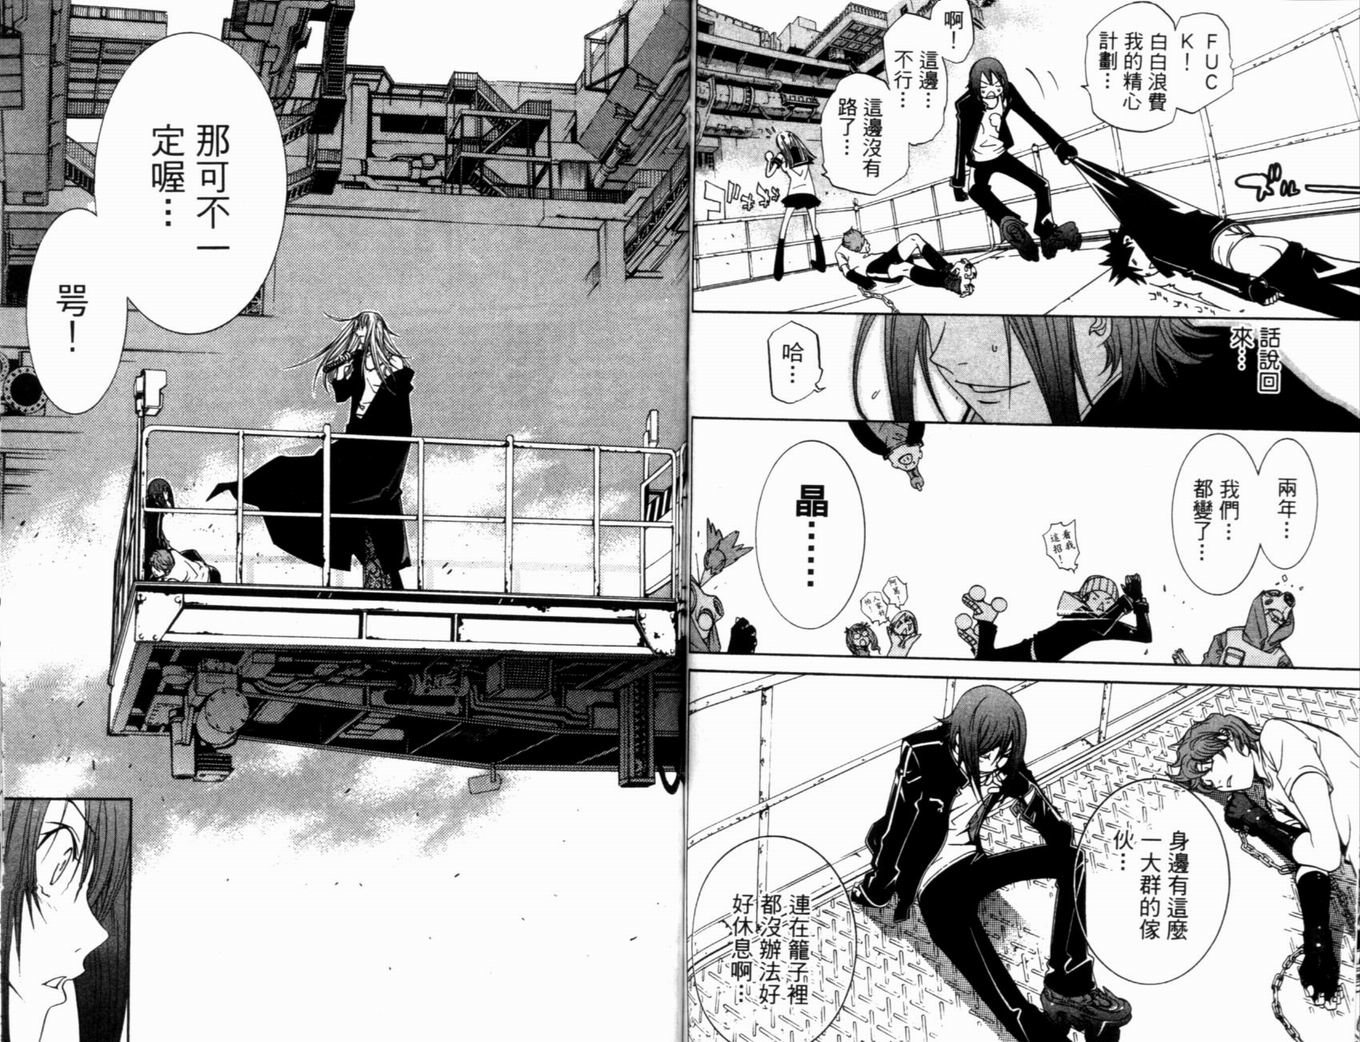 FUC
K!
白白浪費
我的精心
計劃…
啊!
這邊…
不行…
這邊沒有
路了…
ズル
話說回
來…
哈…
兩年…
我們…
都變了…
看我
這招!
晶……
身邊有這麼
一大群的傢
伙…
連在籠子裡
都沒辦法好
好休息啊…
那可不一
定喔…
咢!